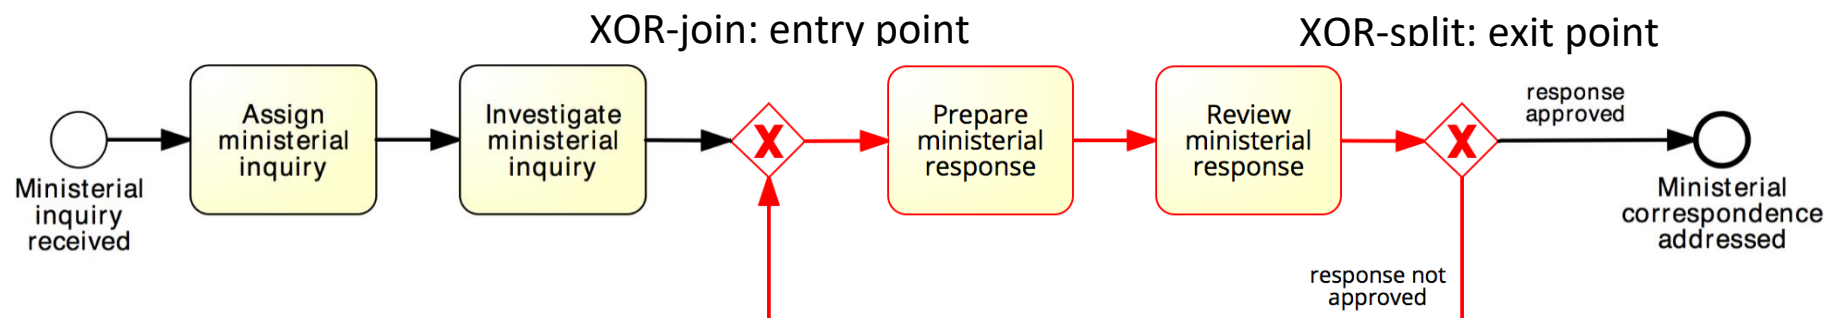 XOR-join: entry point
XOR-split: exit point
Assign
ministerial
inquiry
Investigate
ministerial
inquiry
X
Prepare
ministerial
response
Review
ministerial
response
X
response
approved
Ministerial
inquiry
received
Ministerial
correspondence
addressed
response not
approved